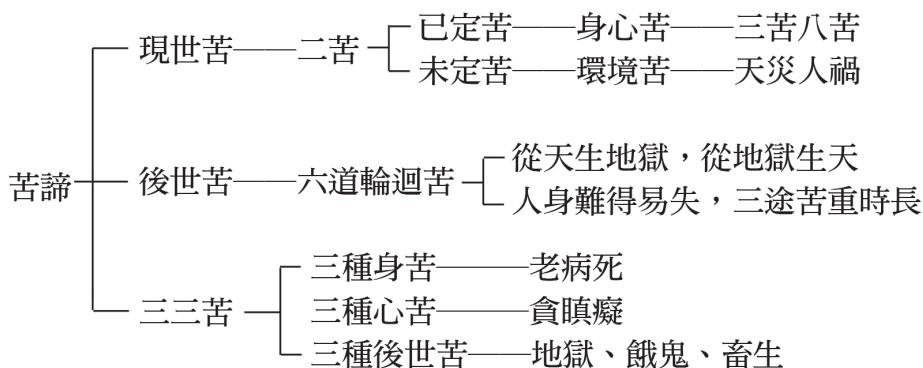 已定苦——身心苦——三苦八苦
現世苦——二苦
未定苦——環境苦——天災人禍
從天生地獄，從地獄生天
苦諦
後世苦——六道輪迴苦
人身難得易失，三途苦重時長
三種身苦——老病死
三三苦
三種心苦——貪瞋癡
三種後世苦——地獄、餓鬼、畜生